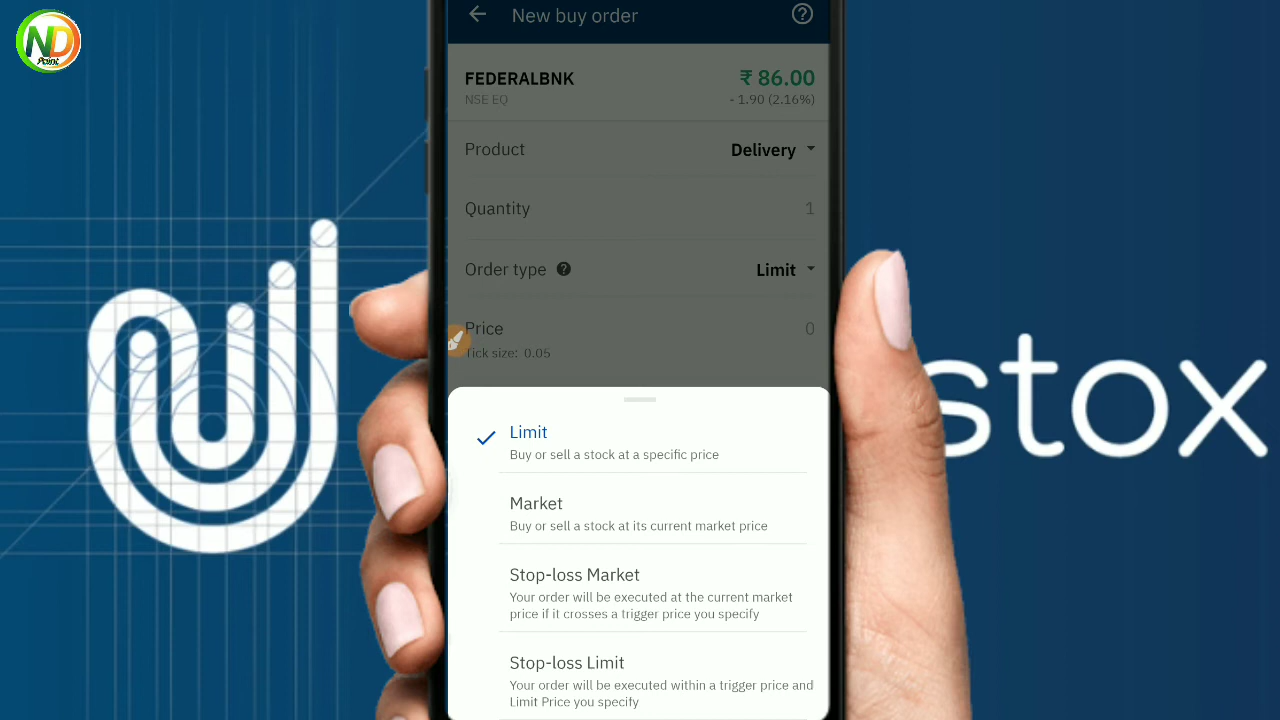 ND
Point
New buy order
FEDERALBNK
₹ 86.00
NSE EQ
- 1.90 (2.16%)
Product
Delivery
Quantity
1
Order type
Limit
Price
0
Tick size: 0.05
Limit
Buy or sell a stock at a specific price
Market
Buy or sell a stock at its current market price
Stop-loss Market
Your order will be executed at the current market
price if it crosses a trigger price you specify
Stop-loss Limit
Your order will be executed within a trigger price and
Limit Price you specify
stox